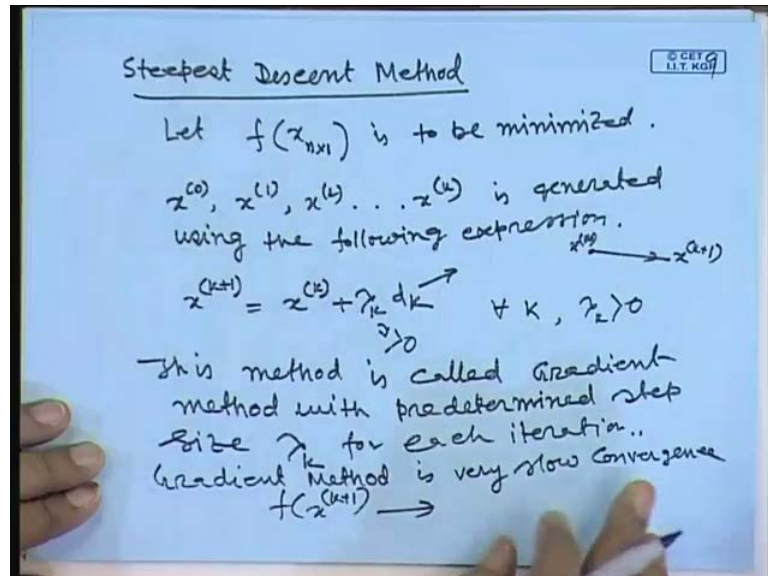 Steepest Descent Method
© CET
I.I.T. KGP
9
Let f(x_{n×1}) is to be minimized.
x^{(0)}, x^{(1)}, x^{(2)} . . . x^{(k)} is generated
using the following expression.
x^{(k)} → x^{(k+1)}
x^{(k+1)} = x^{(k)} + λ_k d_k ∀ k, λ_k > 0
λ > 0
This method is called Gradient
method with predetermined step
size λ_k for each iteration..
Gradient Method is very slow convergence
f(x^{(k+1)}) →